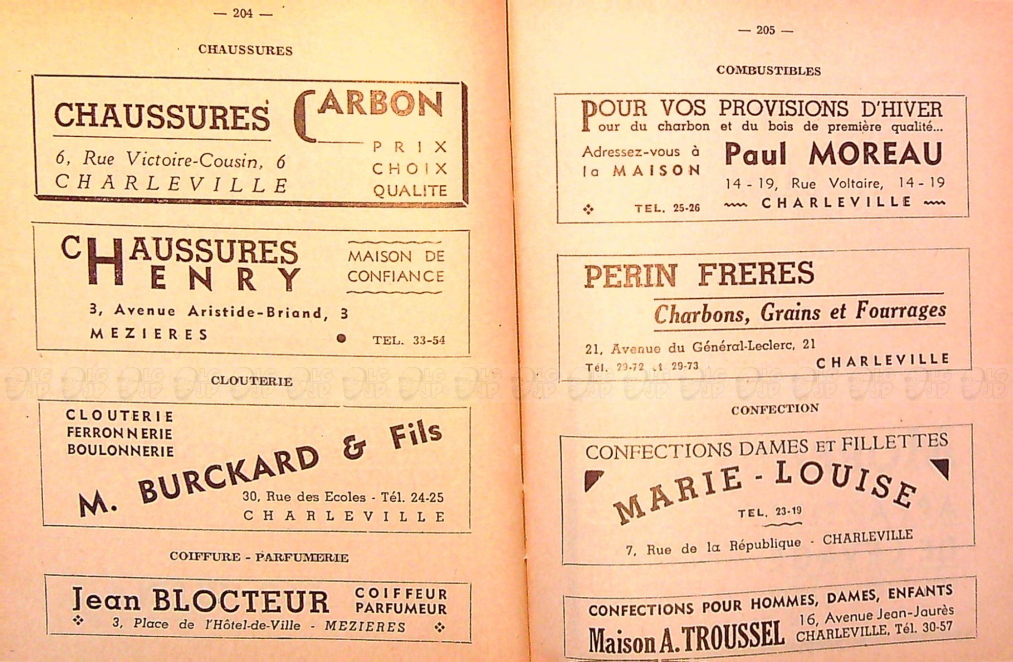 — 204 —
CHAUSSURES
CHAUSSURES CARBON
6, Rue Victoire-Cousin, 6
CHARLEVILLE
PRIX
CHOIX
QUALITE
CHAUSSURES
HENRY
MAISON DE
CONFIANCE
3, Avenue Aristide-Briand, 3
MEZIERES
TEL. 33-54
CLOUTERIE
CLOUTERIE
FERRONNERIE
BOULONNERIE
M. BURCKARD & Fils
30, Rue des Ecoles - Tél. 24-25
CHARLEVILLE
COIFFURE - PARFUMERIE
Jean BLOCTEUR
COIFFEUR
PARFUMEUR
3, Place de l'Hôtel-de-Ville - MEZIERES
— 205 —
COMBUSTIBLES
POUR VOS PROVISIONS D'HIVER
our du charbon et du bois de première qualité...
Adressez-vous à
la MAISON
Paul MOREAU
14 - 19, Rue Voltaire, 14 - 19
TEL. 25-26
CHARLEVILLE
PERIN FRERES
Charbons, Grains et Fourrages
21, Avenue du Général-Leclerc, 21
Tél. 29-72 et 29-73
CHARLEVILLE
CONFECTION
CONFECTIONS DAMES ET FILLETTES
MARIE - LOUISE
TEL. 23-19
7, Rue de la République - CHARLEVILLE
CONFECTIONS POUR HOMMES, DAMES, ENFANTS
Maison A. TROUSSEL
16, Avenue Jean-Jaurès
CHARLEVILLE, Tél. 30-57